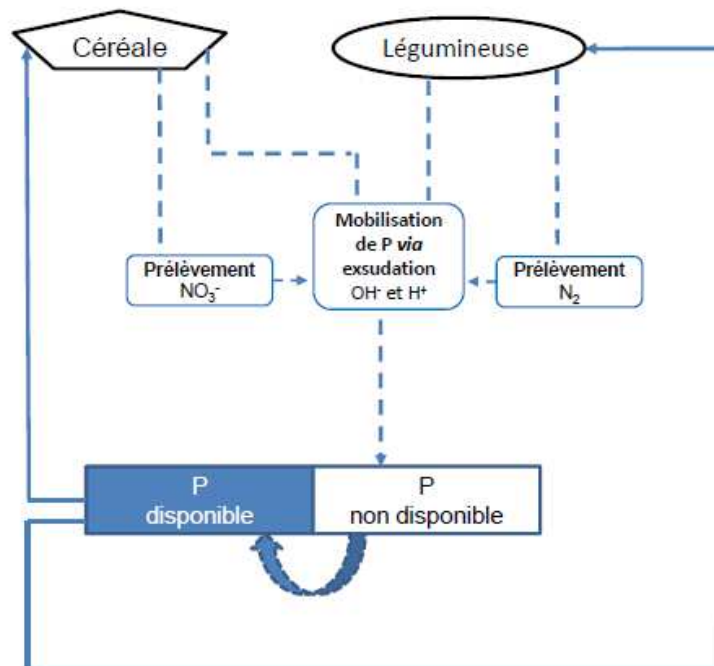 Céréale
Légumineuse
Mobilisation
de P via
exsudation
OH- et H+
Prélèvement
NO3-
Prélèvement
N2
P
disponible
P
non disponible